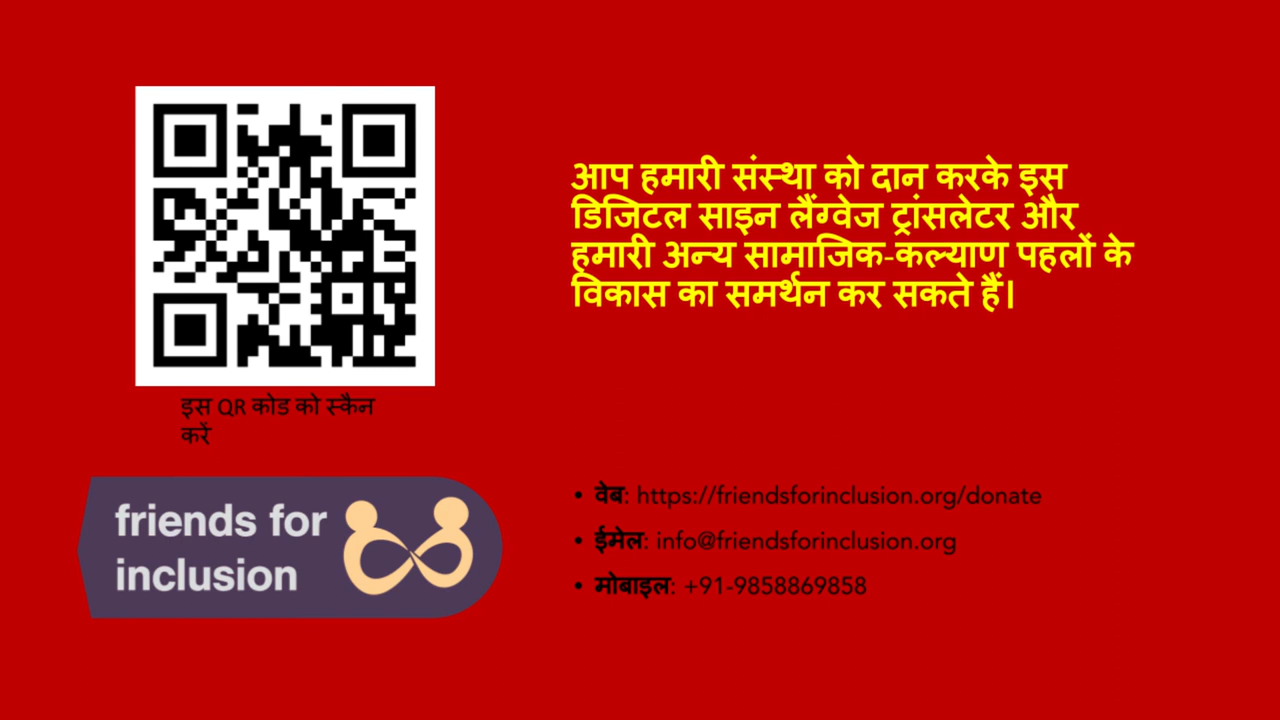 आप हमारी संस्था को दान करके इस
डिजिटल साइन लैंग्वेज ट्रांसलेटर और
हमारी अन्य सामाजिक-कल्याण पहलों के
विकास का समर्थन कर सकते हैं।
इस QR कोड को स्कैन
करें
friends for
inclusion
• वेब: https://friendsforinclusion.org/donate
• ईमेल: info@friendsforinclusion.org
• मोबाइल: +91-9858869858